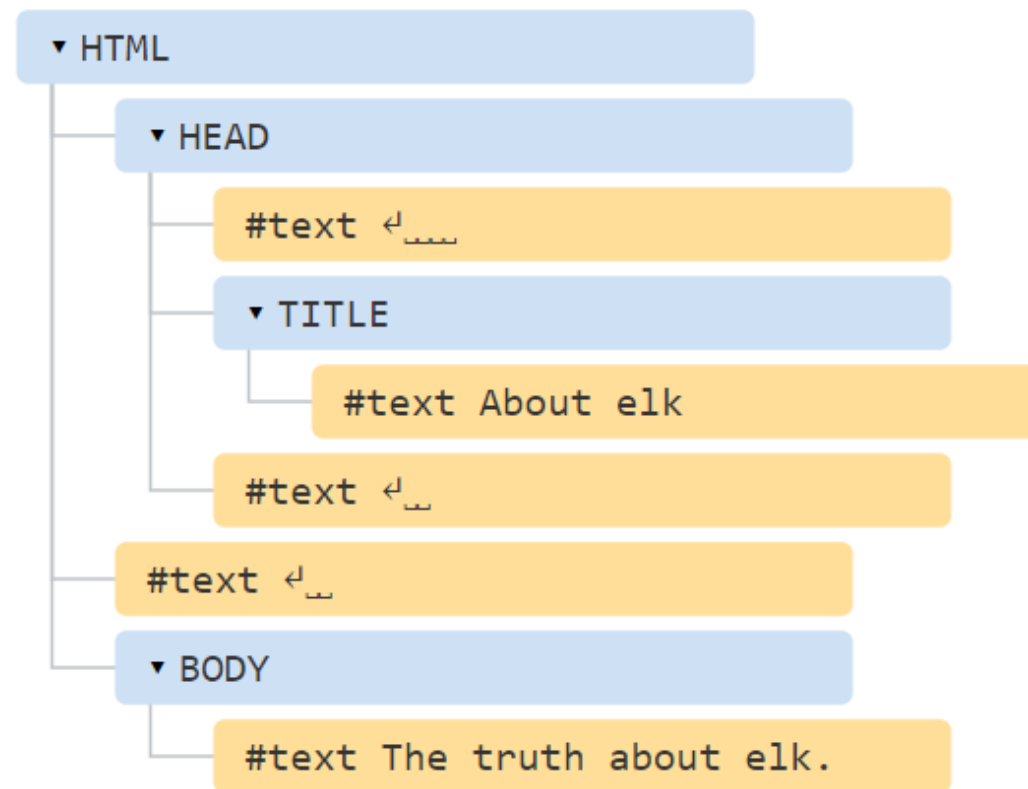 ▾ HTML
▾ HEAD
#text ↵␣␣␣␣
▾ TITLE
#text About elk
#text ↵␣␣
#text ↵␣␣
▾ BODY
#text The truth about elk.